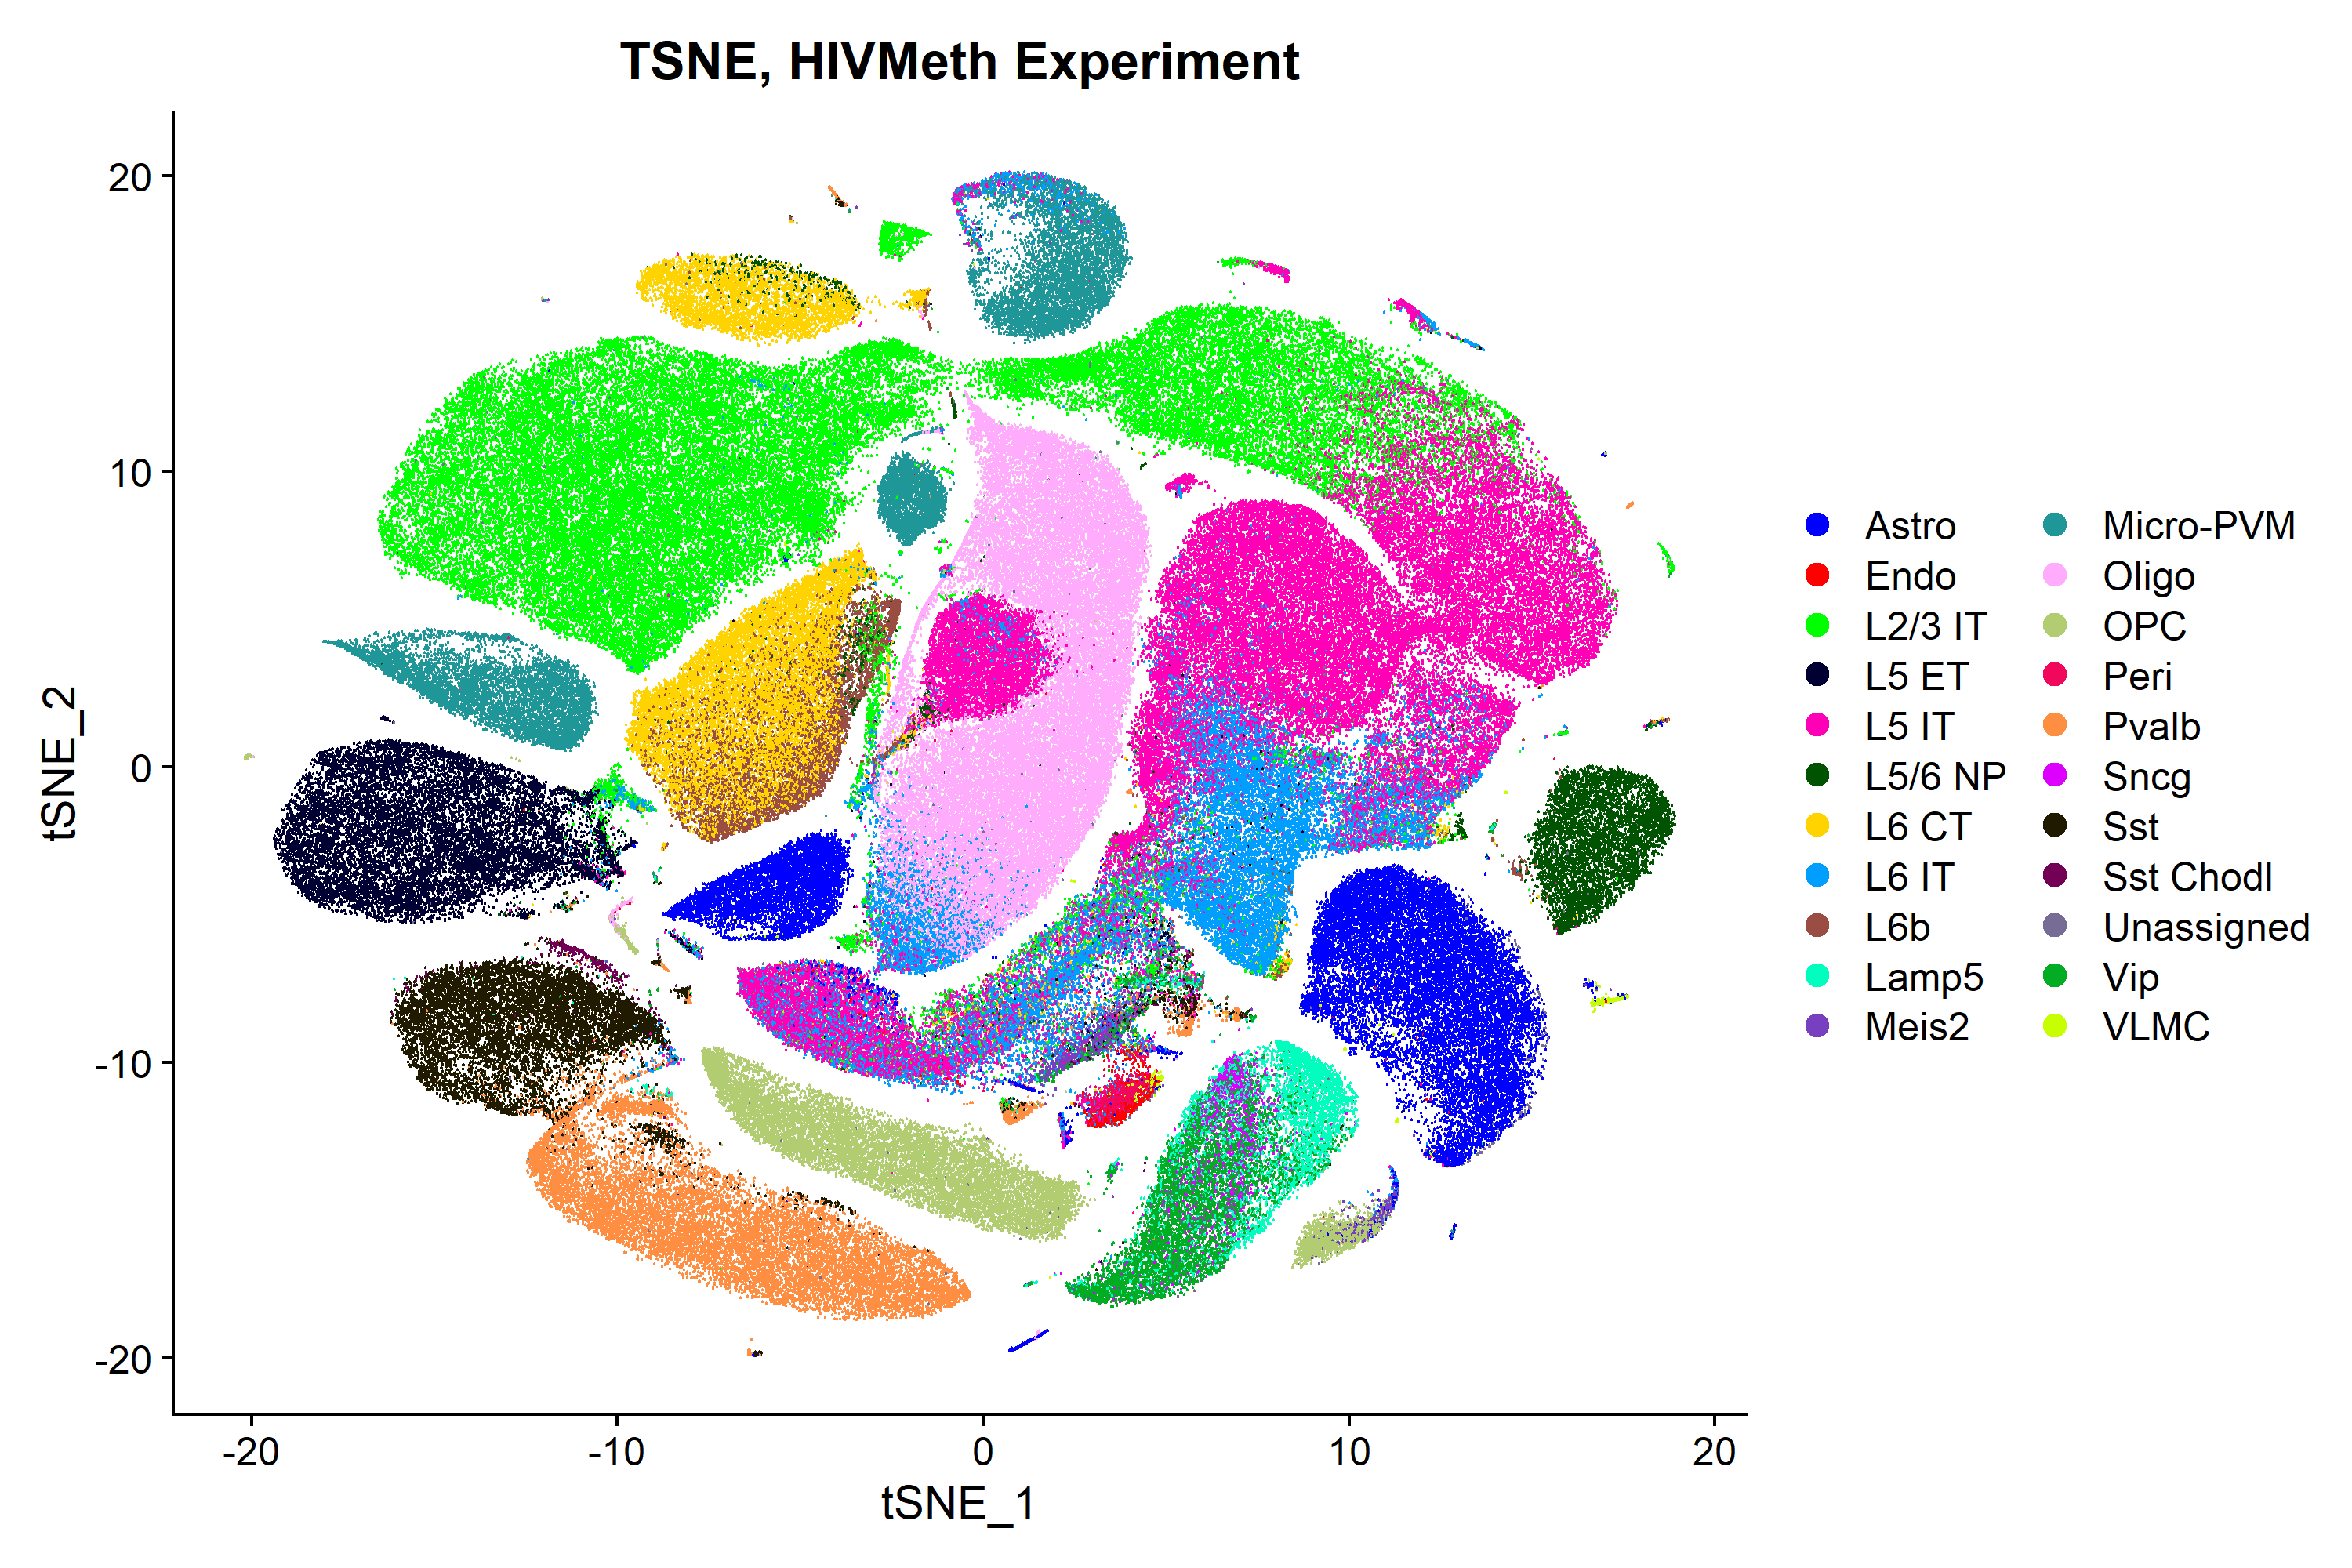 TSNE, HIVMeth Experiment
20
10
0
-10
-20
tSNE_2
-20
-10
0
10
20
tSNE_1
Astro
Endo
L2/3 IT
L5 ET
L5 IT
L5/6 NP
L6 CT
L6 IT
L6b
Lamp5
Meis2
Micro-PVM
Oligo
OPC
Peri
Pvalb
Sncg
Sst
Sst Chodl
Unassigned
Vip
VLMC